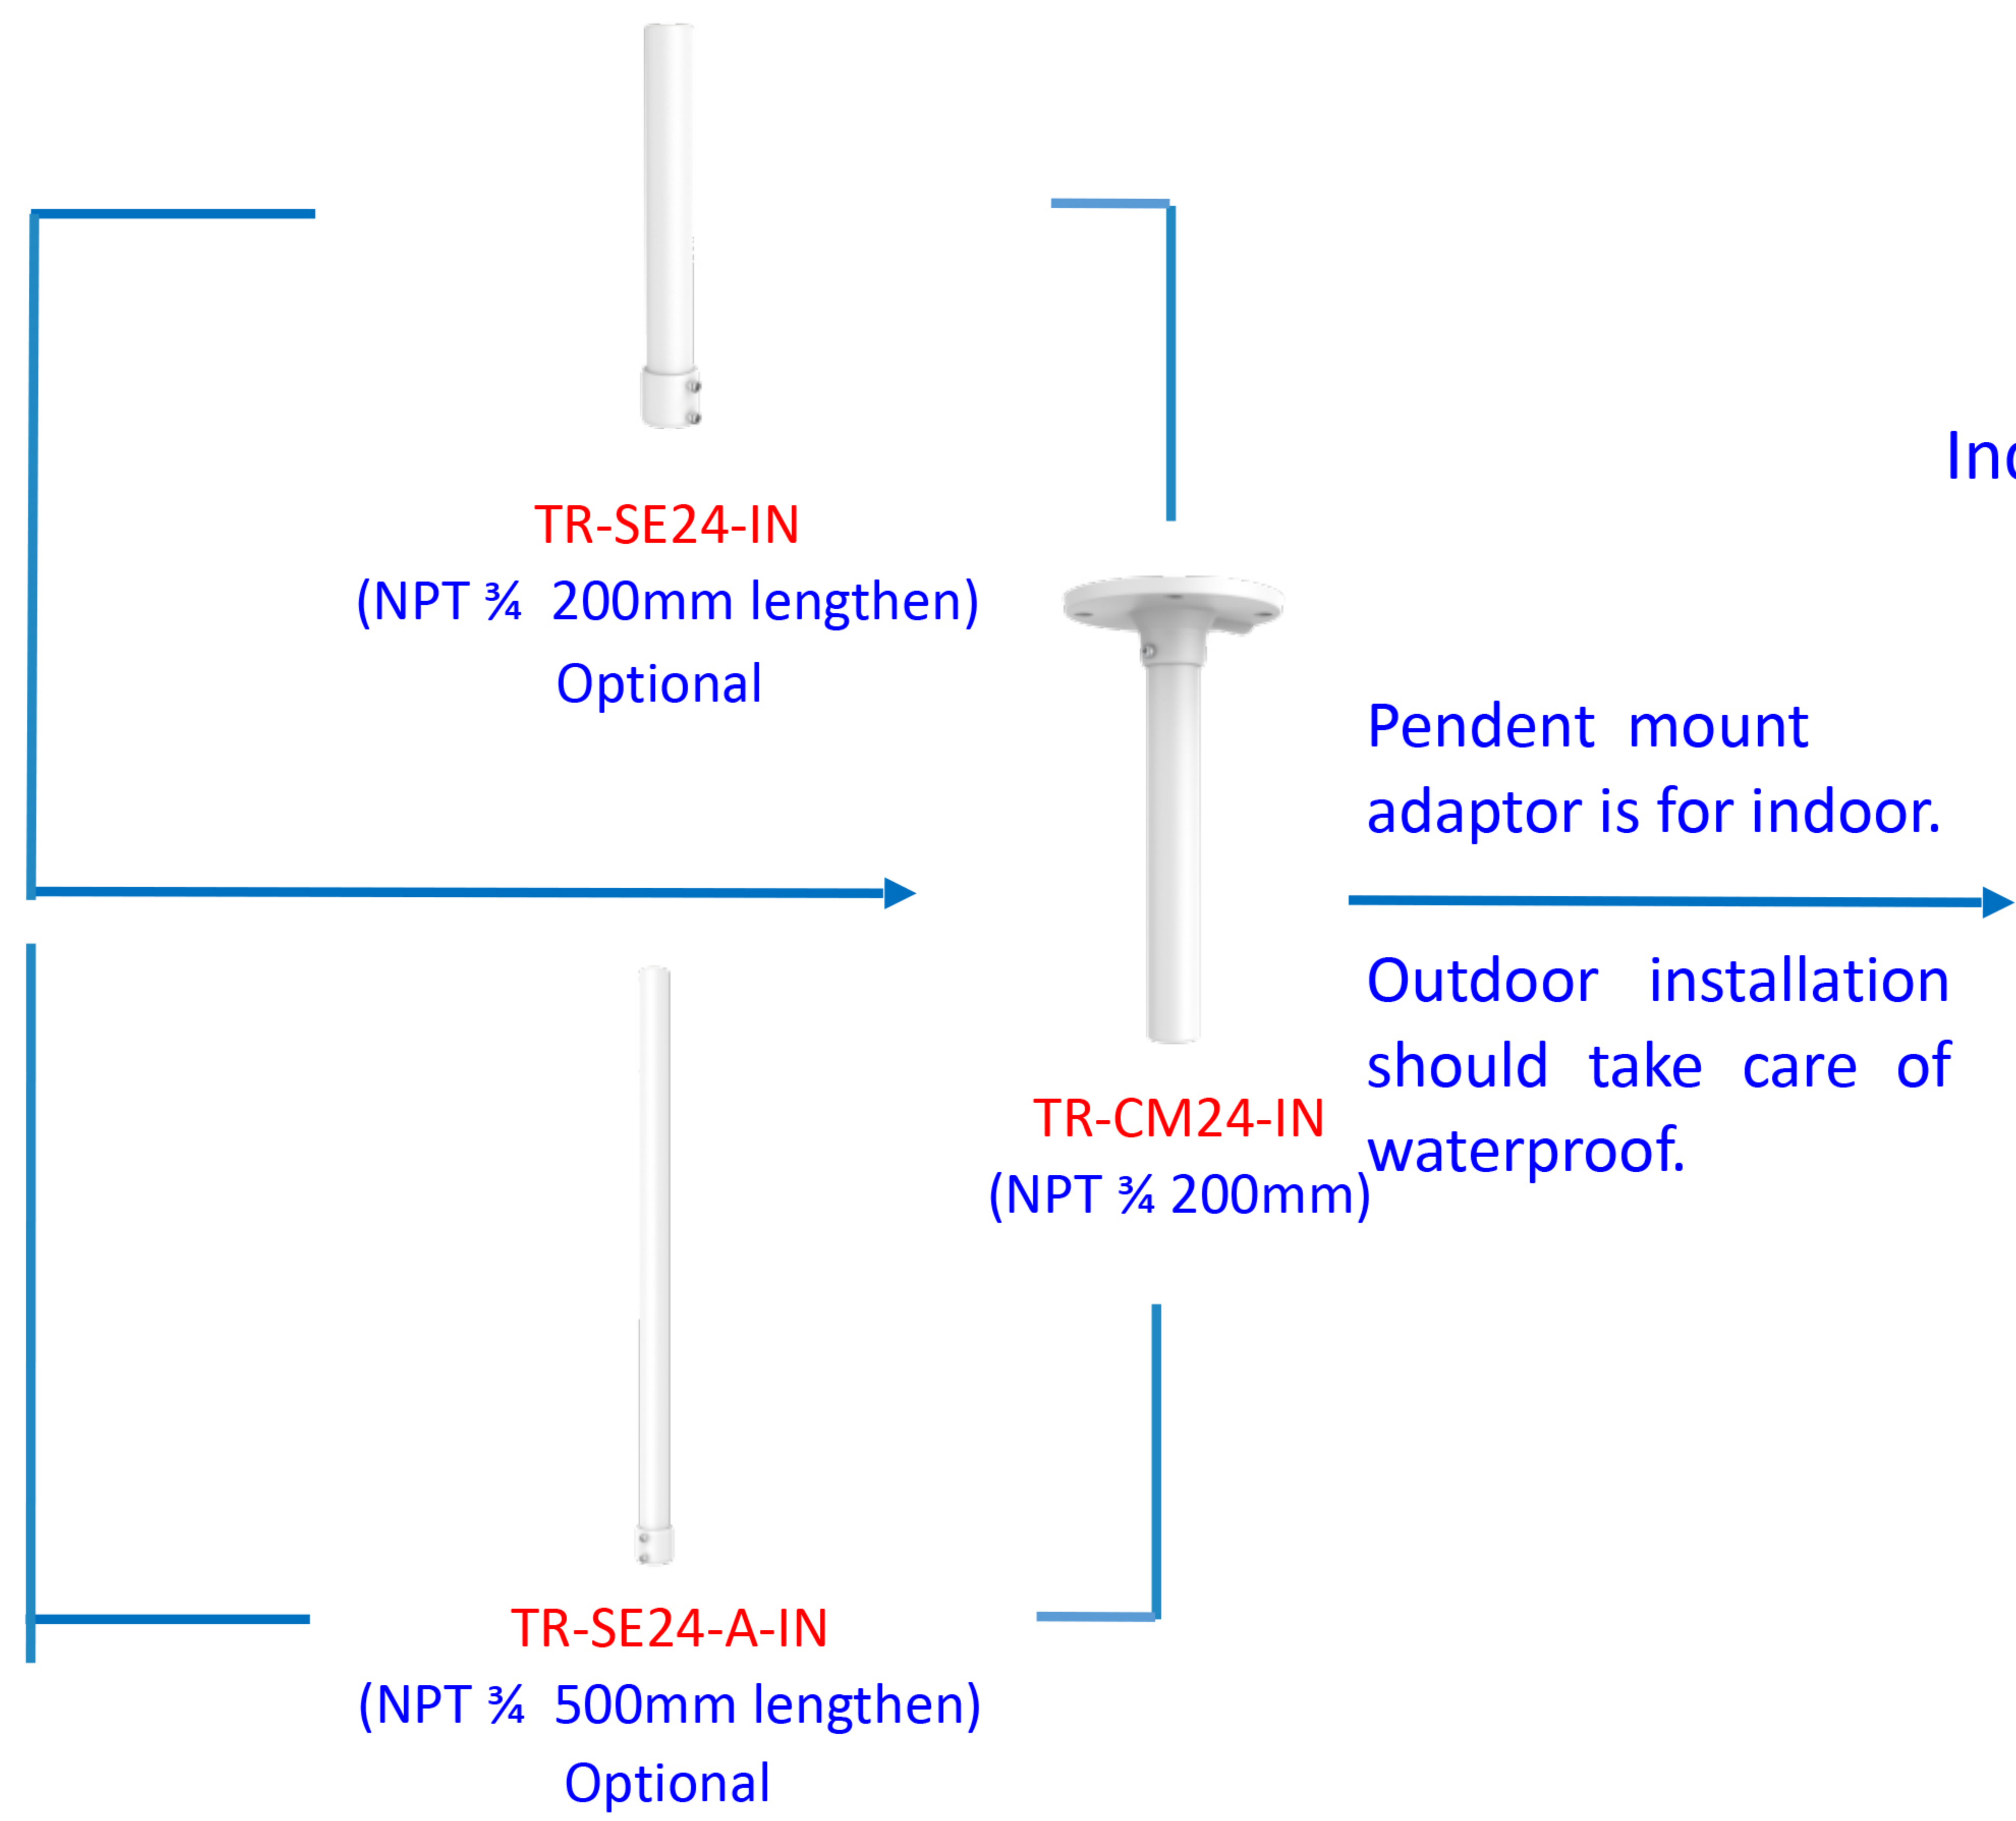 TR-SE24-IN
(NPT ¾ 200mm lengthen)
Optional
Pendent mount
adaptor is for indoor.
Outdoor installation
should take care of
waterproof.
TR-CM24-IN
(NPT ¾ 200mm)
TR-SE24-A-IN
(NPT ¾ 500mm lengthen)
Optional